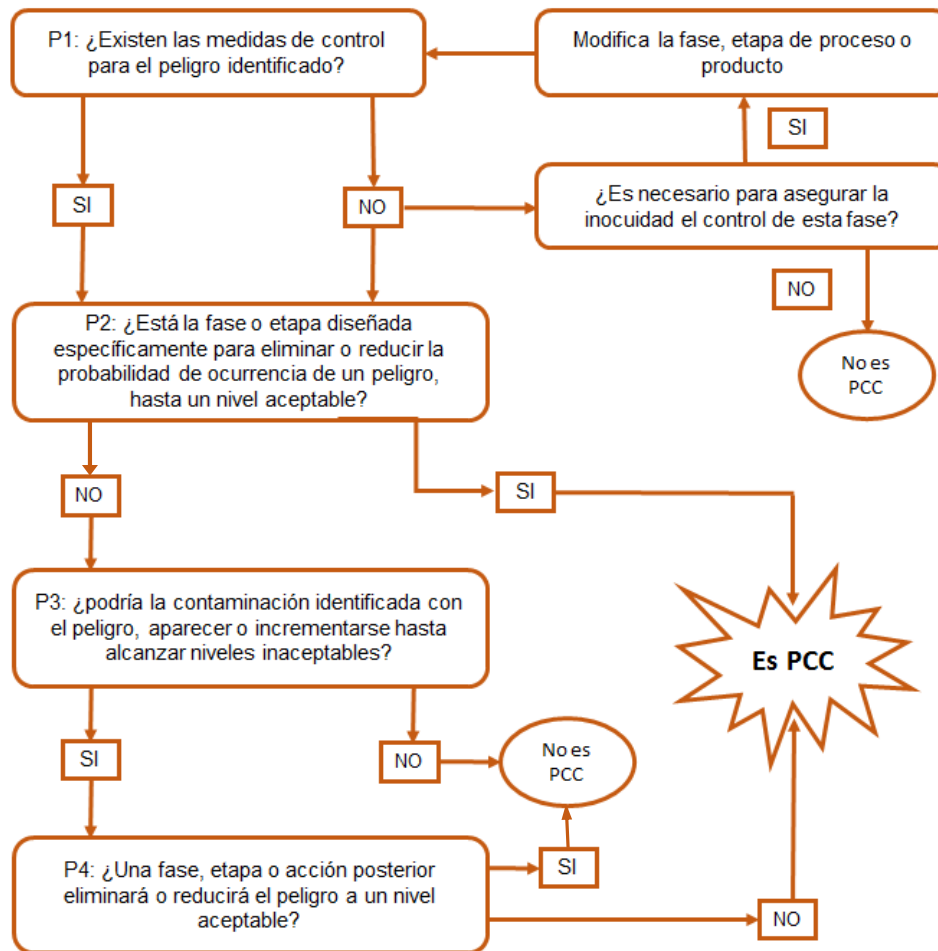 P1: ¿Existen las medidas de control
para el peligro identificado?
Modifica la fase, etapa de proceso o
producto
SI
SI
NO
¿Es necesario para asegurar la
inocuidad el control de esta fase?
NO
P2: ¿Está la fase o etapa diseñada
específicamente para eliminar o reducir la
probabilidad de ocurrencia de un peligro,
hasta un nivel aceptable?
No es
PCC
NO
SI
P3: ¿podría la contaminación identificada con
el peligro, aparecer o incrementarse hasta
alcanzar niveles inaceptables?
Es PCC
SI
NO
No es
PCC
P4: ¿Una fase, etapa o acción posterior
eliminará o reducirá el peligro a un nivel
aceptable?
SI
NO